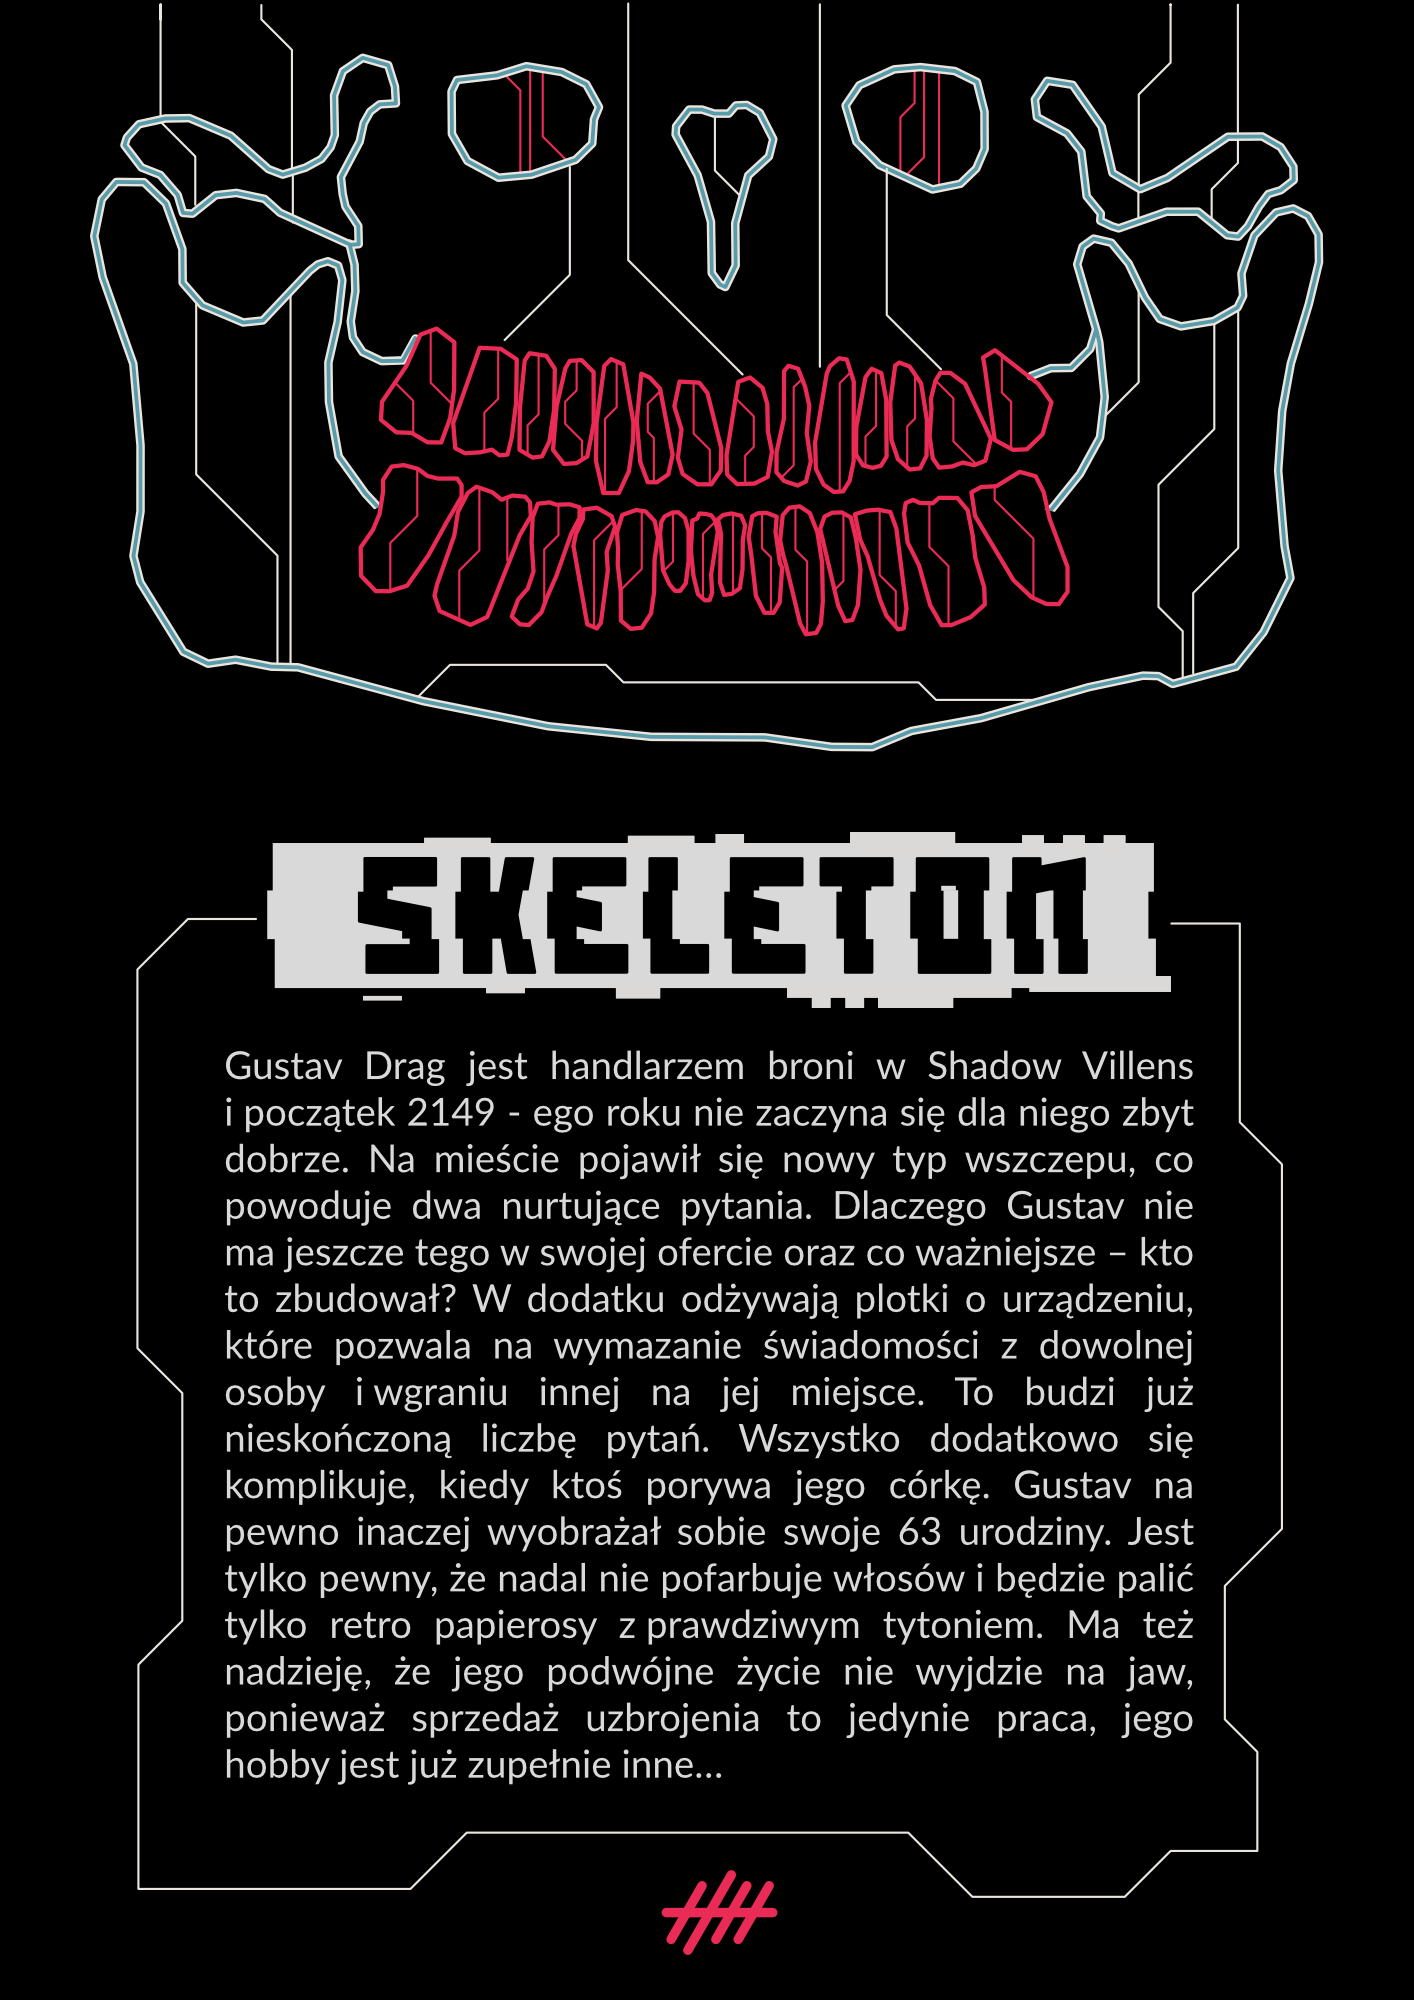 SKELETON
Gustav Drag jest handlarzem broni w Shadow Villens
i początek 2149 - ego roku nie zaczyna się dla niego zbyt
dobrze. Na mieście pojawił się nowy typ wszczepu, co
powoduje dwa nurtujące pytania. Dlaczego Gustav nie
ma jeszcze tego w swojej ofercie oraz co ważniejsze – kto
to zbudował? W dodatku odżywają plotki o urządzeniu,
które pozwala na wymazanie świadomości z dowolnej
osoby i wgraniu innej na jej miejsce. To budzi już
nieskończoną liczbę pytań. Wszystko dodatkowo się
komplikuje, kiedy ktoś porywa jego córkę. Gustav na
pewno inaczej wyobrażał sobie swoje 63 urodziny. Jest
tylko pewny, że nadal nie pofarbuje włosów i będzie palić
tylko retro papierosy z prawdziwym tytoniem. Ma też
nadzieję, że jego podwójne życie nie wyjdzie na jaw,
ponieważ sprzedaż uzbrojenia to jedynie praca, jego
hobby jest już zupełnie inne...